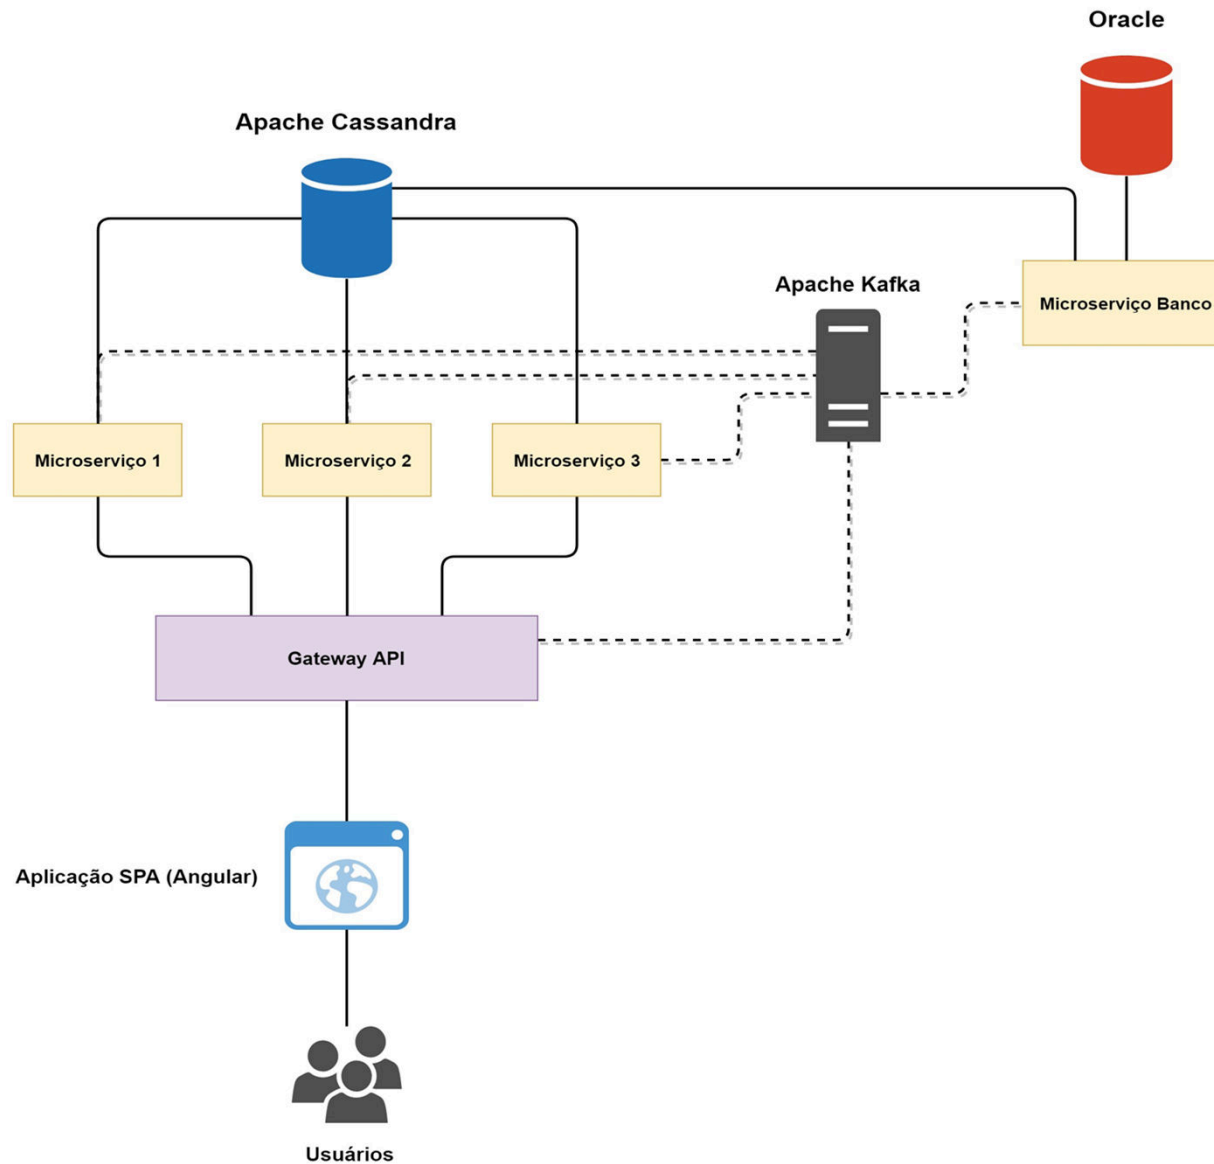 Oracle
Apache Cassandra
Apache Kafka
Microserviço Banco
Microserviço 1
Microserviço 2
Microserviço 3
Gateway API
Aplicação SPA (Angular)
Usuários